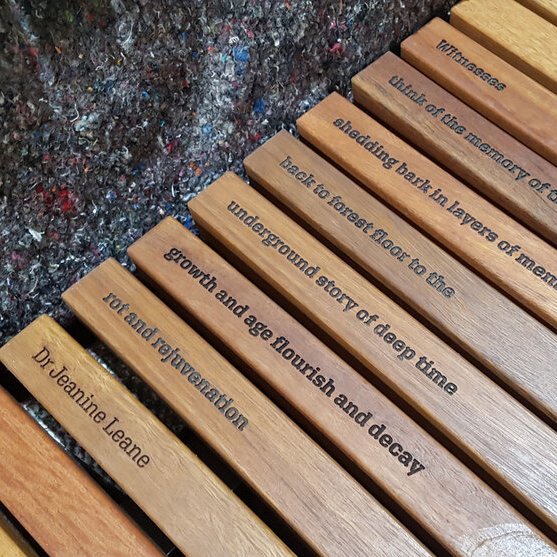 Witnesses
think of the memory of
shedding bark in layers of
back to forest floor to the
underground story of deep time
growth and age flourish and decay
rot and rejuvenation
Dr Jeanine Leane